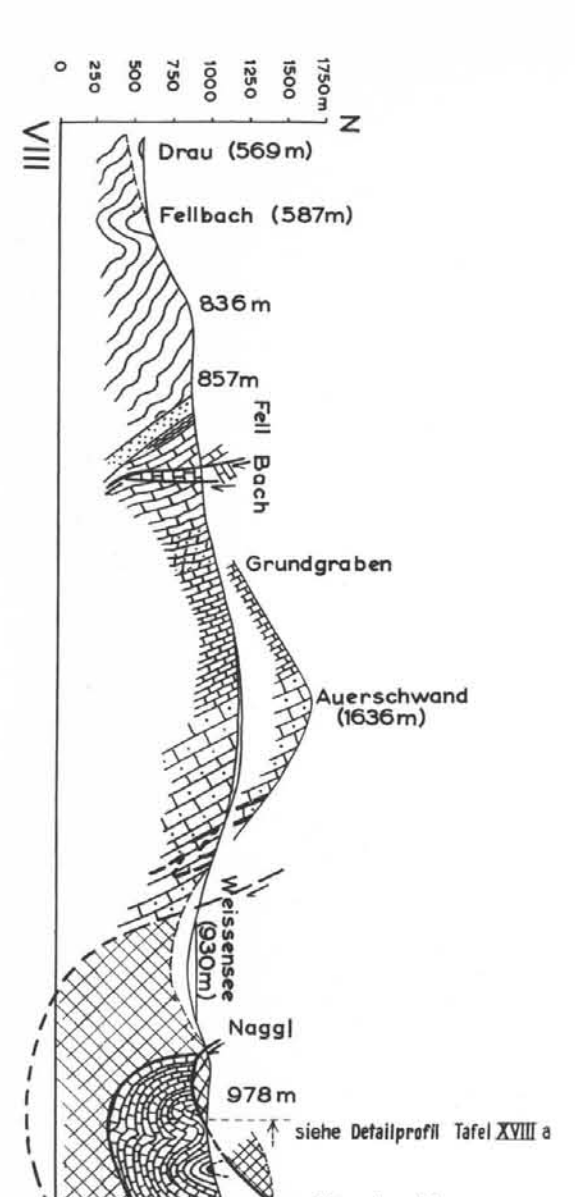 0
250
500
750
1000
1250
1500
1750m
N
VIII
Drau (569m)
Fellbach (587m)
836m
857m
Fell Bach
Grundgraben
Auerschwand
(1636m)
Weissensee
(930m)
Naggl
978m
siehe Detailprofil Tafel XVIII a